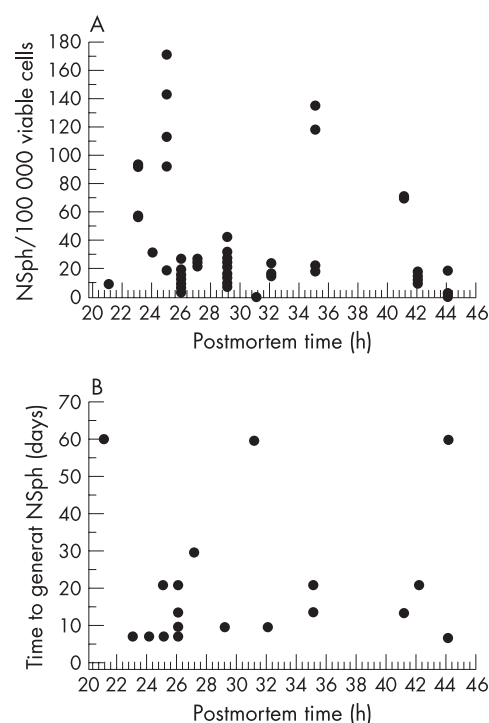 A
NSph/100 000 viable cells
180
160
140
120
100
80
60
40
20
0
20 22 24 26 28 30 32 34 36 38 40 42 44 46
Postmortem time (h)
B
Time to generat NSph (days)
70
60
50
40
30
20
10
0
20 22 24 26 28 30 32 34 36 38 40 42 44 46
Postmortem time (h)